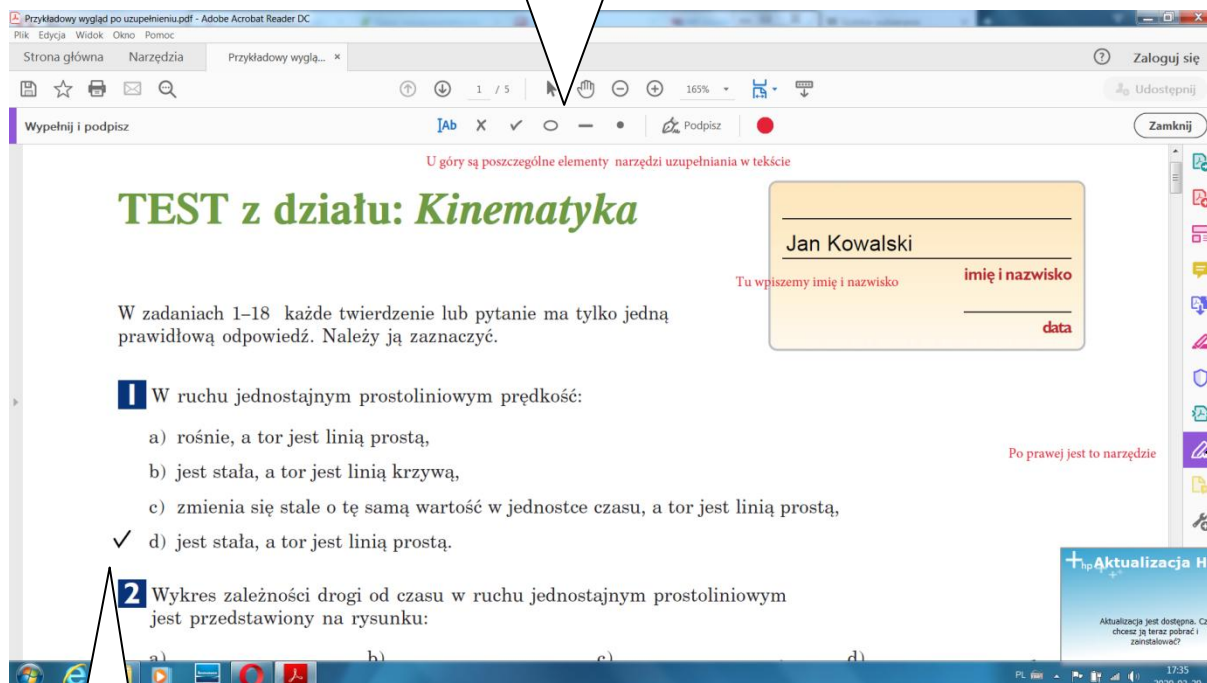 Przykładowy wygląd po uzupełnieniu.pdf - Adobe Acrobat Reader DC
Plik Edycja Widok Okno Pomoc
Strona główna Narzędzia Przykładowy wyglą... × Zaloguj się
1 / 5 165% Udostępnij
Wypełnij i podpisz Ab Podpisz Zamknij
U góry są poszczególne elementy narzędzi uzupełniania w tekście
TEST z działu: Kinematyka
Jan Kowalski
Tu wpiszemy imię i nazwisko imię i nazwisko
data
W zadaniach 1–18 każde twierdzenie lub pytanie ma tylko jedną
prawidłową odpowiedź. Należy ją zaznaczyć.
1 W ruchu jednostajnym prostoliniowym prędkość:
a) rośnie, a tor jest linią prostą,
b) jest stała, a tor jest linią krzywą,
Po prawej jest to narzędzie
c) zmienia się stale o tę samą wartość w jednostce czasu, a tor jest linią prostą,
d) jest stała, a tor jest linią prostą.
2 Wykres zależności drogi od czasu w ruchu jednostajnym prostoliniowym
jest przedstawiony na rysunku:
a) b) c) d)
hp Aktualizacja H
Aktualizacja jest dostępna. Cz
chcesz ją teraz pobrać i
zainstalować?
PL 17:35